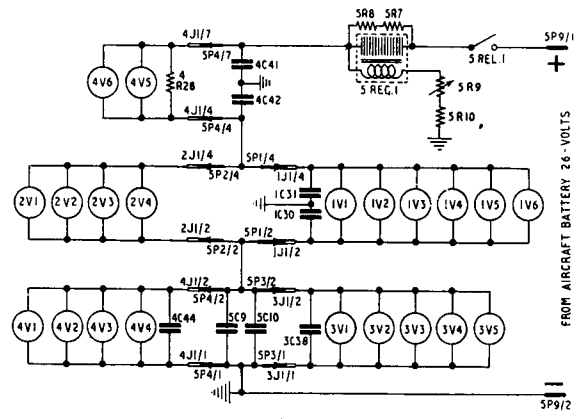 5R8 5R7
4J1/7
5P4/7
5P9/1
+
5 REL.1
4V6 4V5
4
R28
4C41
4C42
5 REG.1
5R9
5R10
4J1/4
5P4/4
2J1/4
5P2/4
5P1/4
1J1/4
2V1 2V2 2V3 2V4
1C31
1C30
1V1 1V2 1V3 1V4 1V5 1V6
2J1/2
5P2/2
5P1/2
1J1/2
4J1/2
5P4/2
5P3/2
3J1/2
4V1 4V2 4V3 4V4
4C44
5C9
5C10
3C38
3V1 3V2 3V3 3V4 3V5
4J1/1
5P4/1
5P3/1
3J1/1
−
5P9/2
FROM AIRCRAFT BATTERY 26-VOLTS